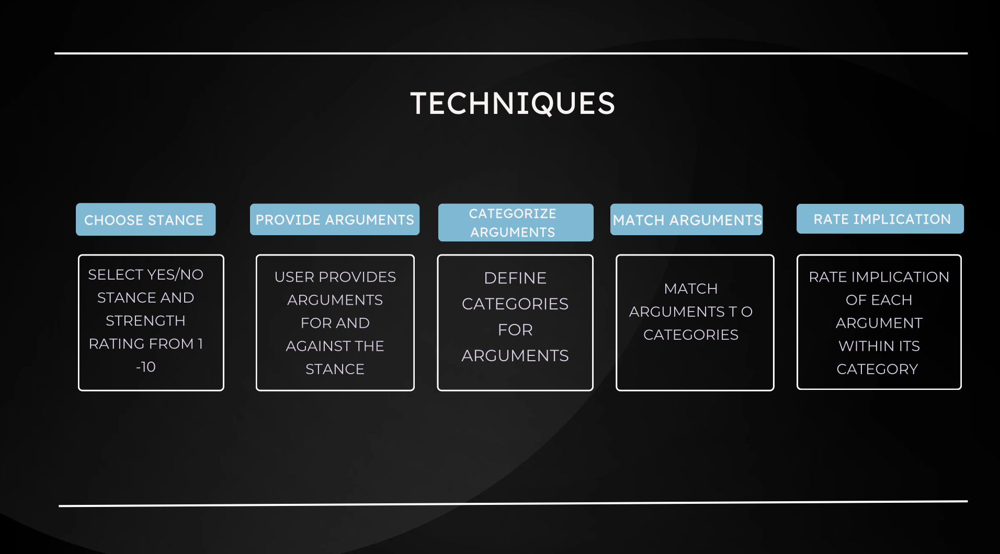 TECHNIQUES
CHOOSE STANCE
SELECT YES/NO
STANCE AND
STRENGTH
RATING FROM 1
-10
PROVIDE ARGUMENTS
USER PROVIDES
ARGUMENTS
FOR AND
AGAINST THE
STANCE
CATEGORIZE
ARGUMENTS
DEFINE
CATEGORIES
FOR
ARGUMENTS
MATCH ARGUMENTS
MATCH
ARGUMENTS T O
CATEGORIES
RATE IMPLICATION
RATE IMPLICATION
OF EACH
ARGUMENT
WITHIN ITS
CATEGORY